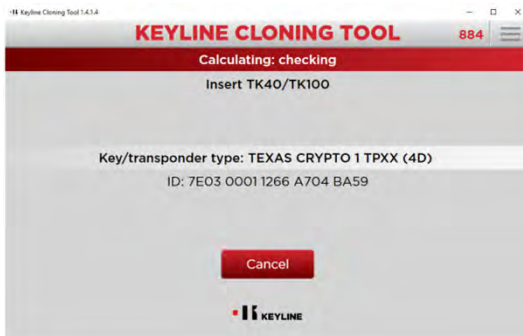 Keyline Cloning Tool 1.4.1.4
KEYLINE CLONING TOOL
884
Calculating: checking
Insert TK40/TK100
Key/transponder type: TEXAS CRYPTO 1 TPXX (4D)
ID: 7E03 0001 1266 A704 BA59
Cancel
KEYLINE